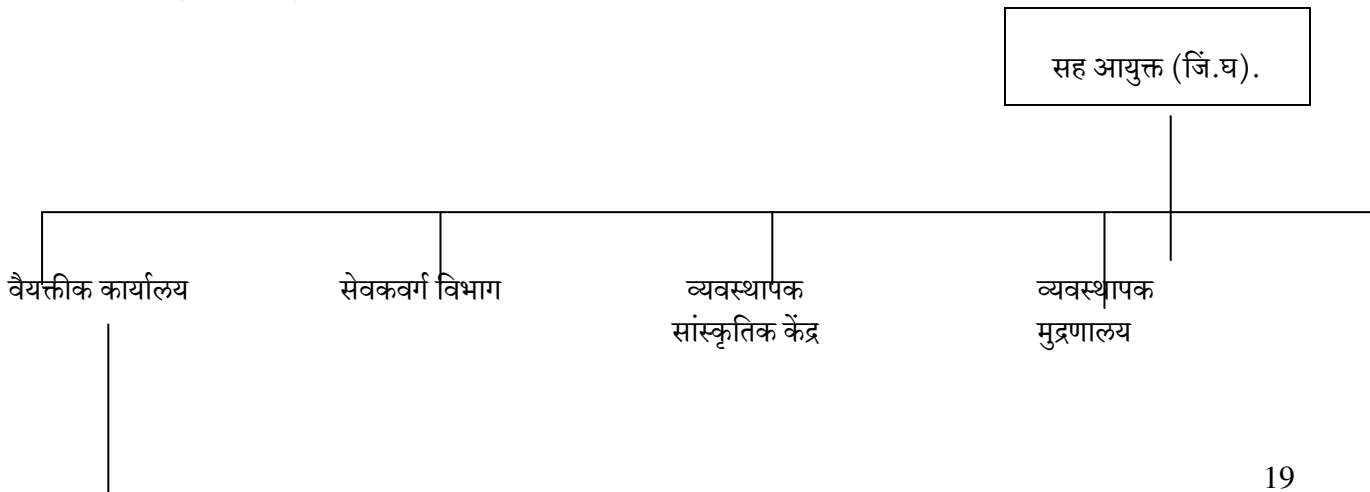 सह आयुक्त (जिं.घ).
वैयक्तीक कार्यालय
सेवकवर्ग विभाग
व्यवस्थापक
सांस्कृतिक केंद्र
व्यवस्थापक
मुद्रणालय
19